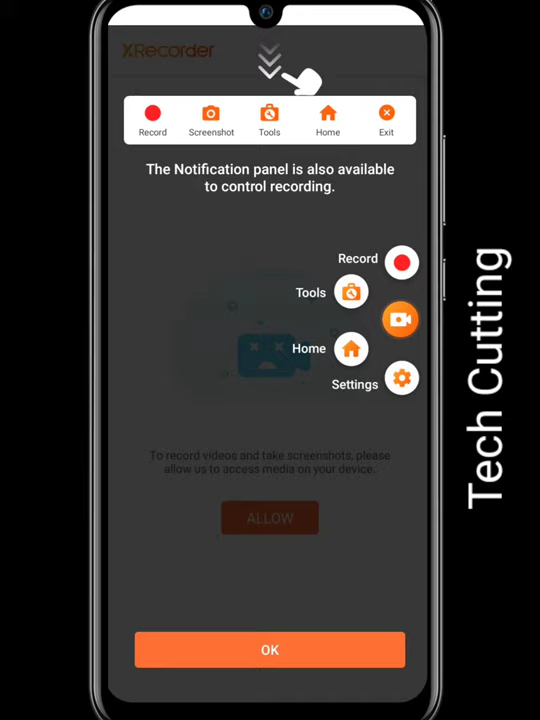 XRecorder
Record
Screenshot
Tools
Home
Exit
The Notification panel is also available
to control recording.
Record
Tools
Home
Settings
To record videos and take screenshots, please
allow us to access media on your device.
ALLOW
OK
Tech Cutting